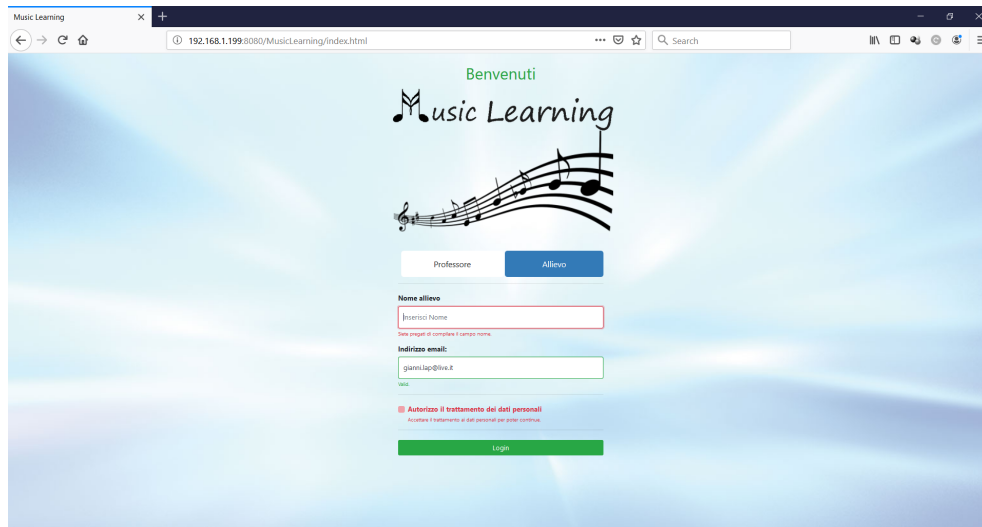 Music Learning
192.168.1.199:8080/MusicLearning/index.html
Search
Benvenuti
Music Learning
Professore Allievo
Nome allievo
Inserisci Nome
Siete pregati di compilare il campo nome.
Indirizzo email:
gianni.lap@live.it
Valid.
Autorizzo il trattamento dei dati personali
Accettare il trattamento ai dati personali per poter continue.
Login